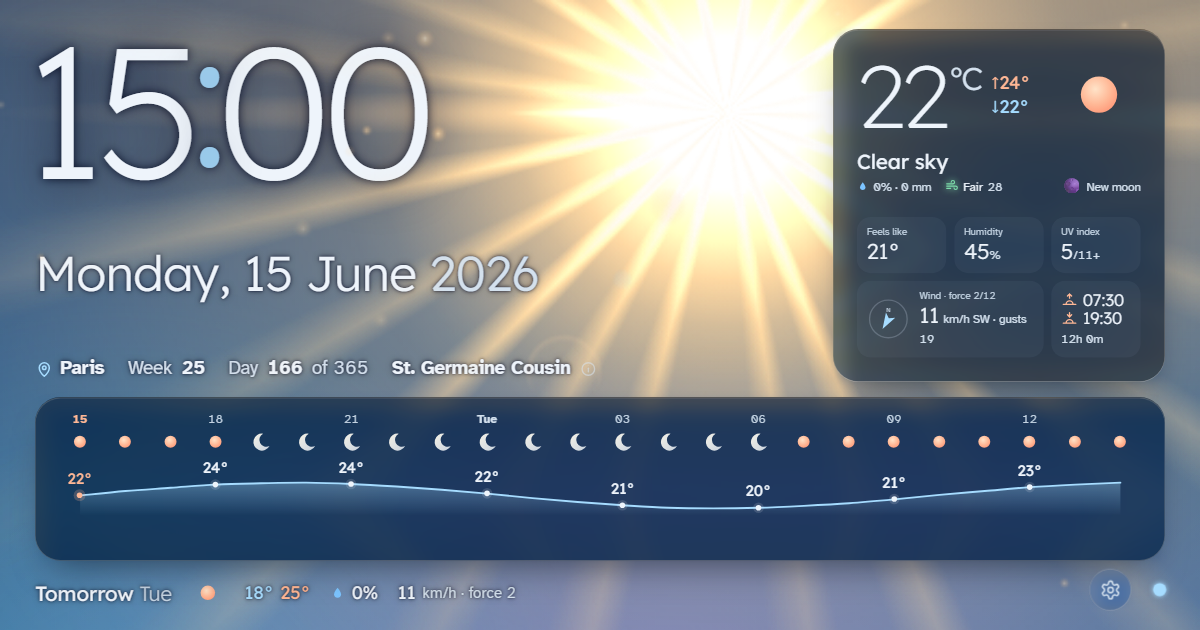 15:00
Monday, 15 June 2026
Paris Week 25 Day 166 of 365 St. Germaine Cousin
22°C ↑24° ↓22°
Clear sky
0% · 0 mm Fair 28 New moon
Feels like Humidity UV index
21° 45% 5/11+
N
Wind · force 2/12
11 km/h SW · gusts
19
07:30
19:30
12h 0m
15 18 21 Tue 03 06 09 12
22° 24° 24° 22° 21° 20° 21° 23°
Tomorrow Tue 18° 25° 0% 11 km/h · force 2